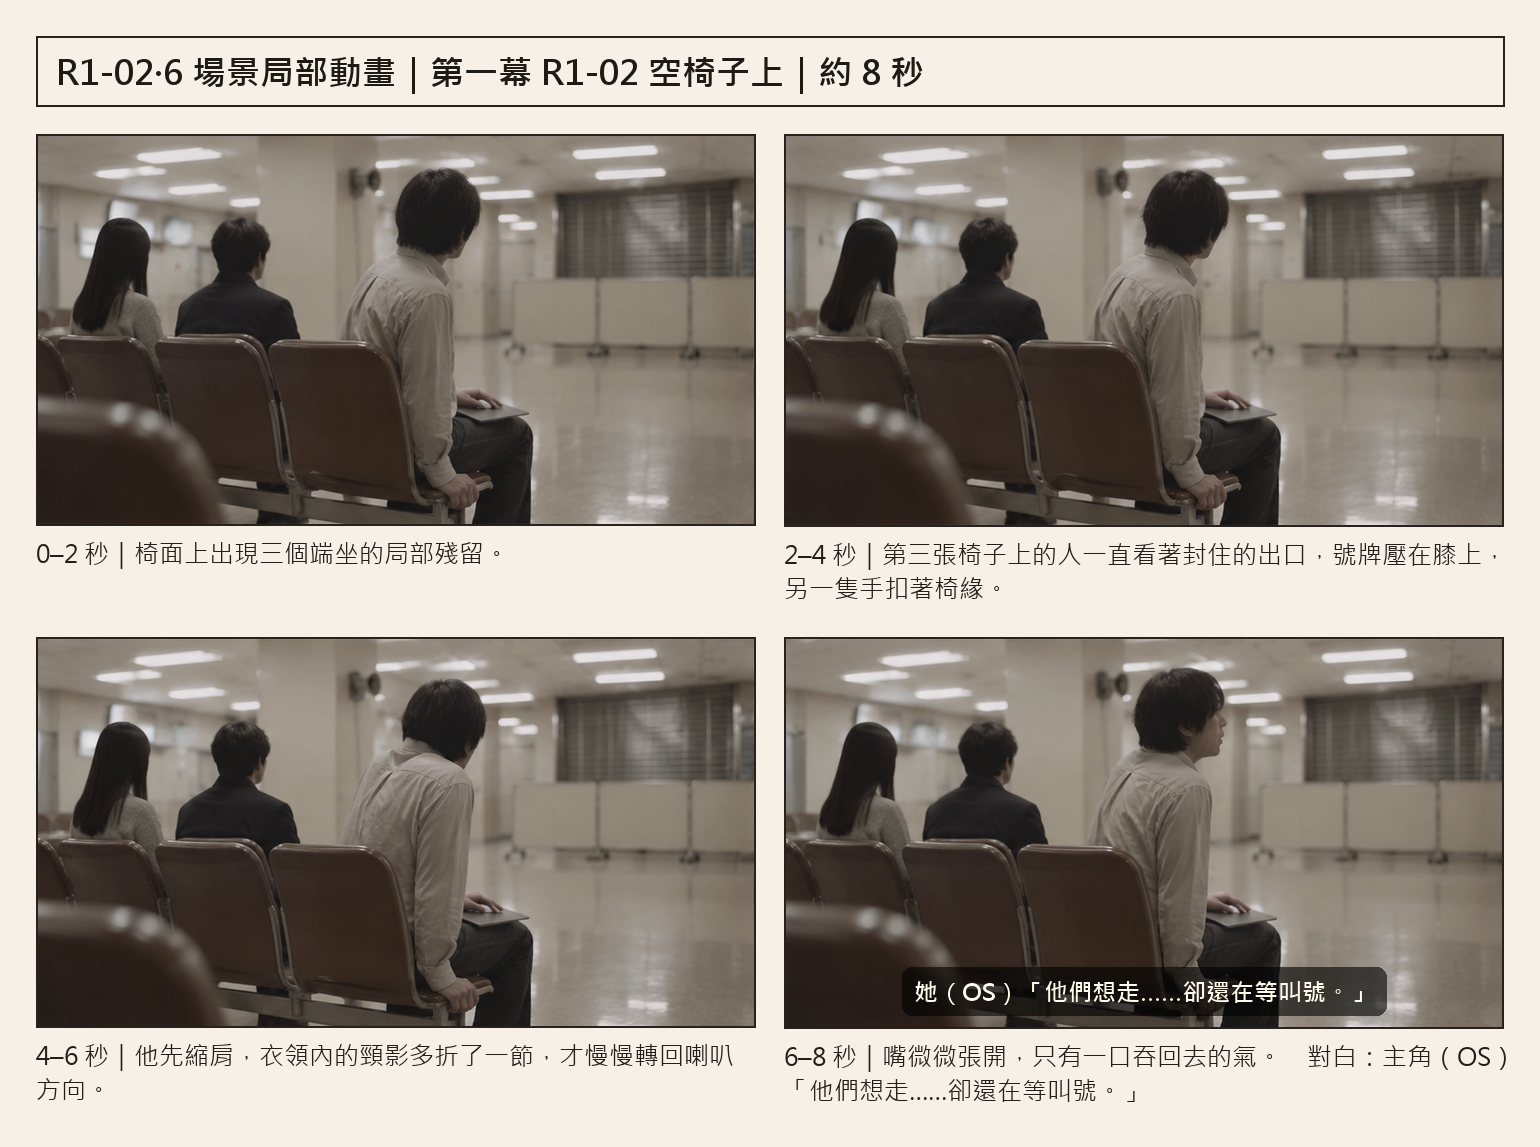 R1-02·6 場景局部動畫｜第一幕 R1-02 空椅子上｜約 8 秒
0–2 秒｜椅面上出現三個端坐的局部殘留。
2–4 秒｜第三張椅子上的人一直看著封住的出口，號牌壓在膝上，
另一隻手扣著椅緣。
4–6 秒｜他先縮肩，衣領內的頸影多折了一節，才慢慢轉回喇叭
方向。
她（OS）「他們想走……卻還在等叫號。」
6–8 秒｜嘴微微張開，只有一口吞回去的氣。　對白：主角（OS）
「他們想走……卻還在等叫號。」